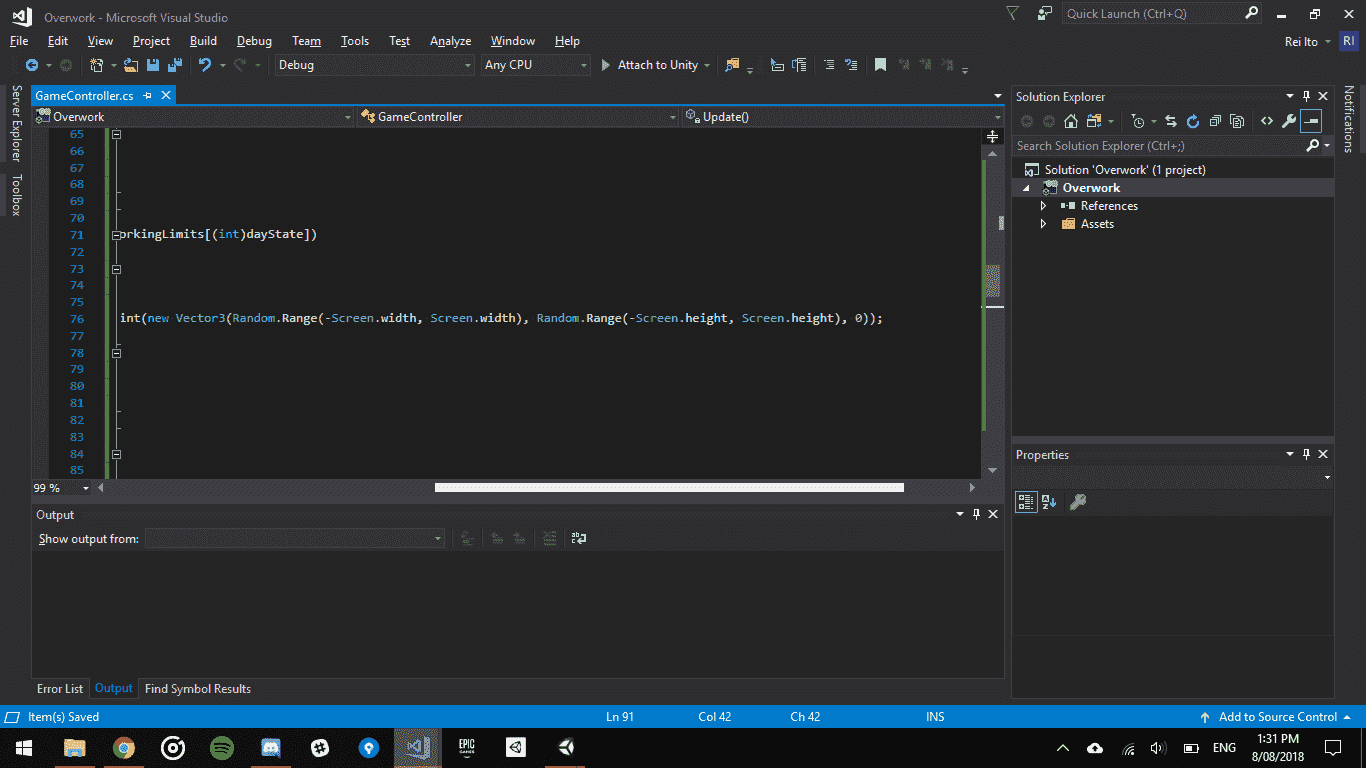 Overwork - Microsoft Visual Studio
Quick Launch (Ctrl+Q)
File Edit View Project Build Debug Team Tools Test Analyze Window Help
Rei Ito RI
Debug Any CPU Attach to Unity
Server Explorer
Toolbox
GameController.cs
Overwork GameController Update()
65
66
67
68
69
70
71 orkingLimits[(int)dayState])
72
73
74
75
76 int(new Vector3(Random.Range(-Screen.width, Screen.width), Random.Range(-Screen.height, Screen.height), 0));
77
78
79
80
81
82
83
84
85
99 %
Output
Show output from:
Error List Output Find Symbol Results
Solution Explorer
Search Solution Explorer (Ctrl+;)
Solution 'Overwork' (1 project)
Overwork
References
Assets
Properties
Notifications
Item(s) Saved Ln 91 Col 42 Ch 42 INS Add to Source Control
EPIC
GAMES
ENG
1:31 PM
8/08/2018